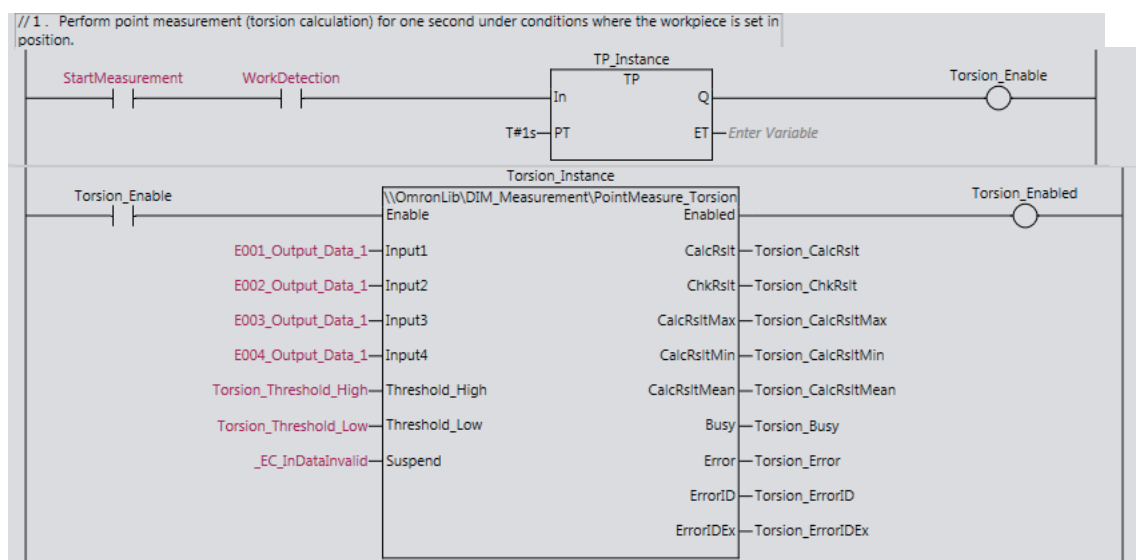 // 1 .  Perform point measurement (torsion calculation) for one second under conditions where the workpiece is set in
position.
TP_Instance
StartMeasurement WorkDetection TP Torsion_Enable
In Q
T#1s PT ET Enter Variable
Torsion_Instance
Torsion_Enable \\OmronLib\DIM_Measurement\PointMeasure_Torsion Torsion_Enabled
Enable Enabled
E001_Output_Data_1 Input1 CalcRslt Torsion_CalcRslt
E002_Output_Data_1 Input2 ChkRslt Torsion_ChkRslt
E003_Output_Data_1 Input3 CalcRsltMax Torsion_CalcRsltMax
E004_Output_Data_1 Input4 CalcRsltMin Torsion_CalcRsltMin
Torsion_Threshold_High Threshold_High CalcRsltMean Torsion_CalcRsltMean
Torsion_Threshold_Low Threshold_Low Busy Torsion_Busy
_EC_InDataInvalid Suspend Error Torsion_Error
ErrorID Torsion_ErrorID
ErrorIDEx Torsion_ErrorIDEx